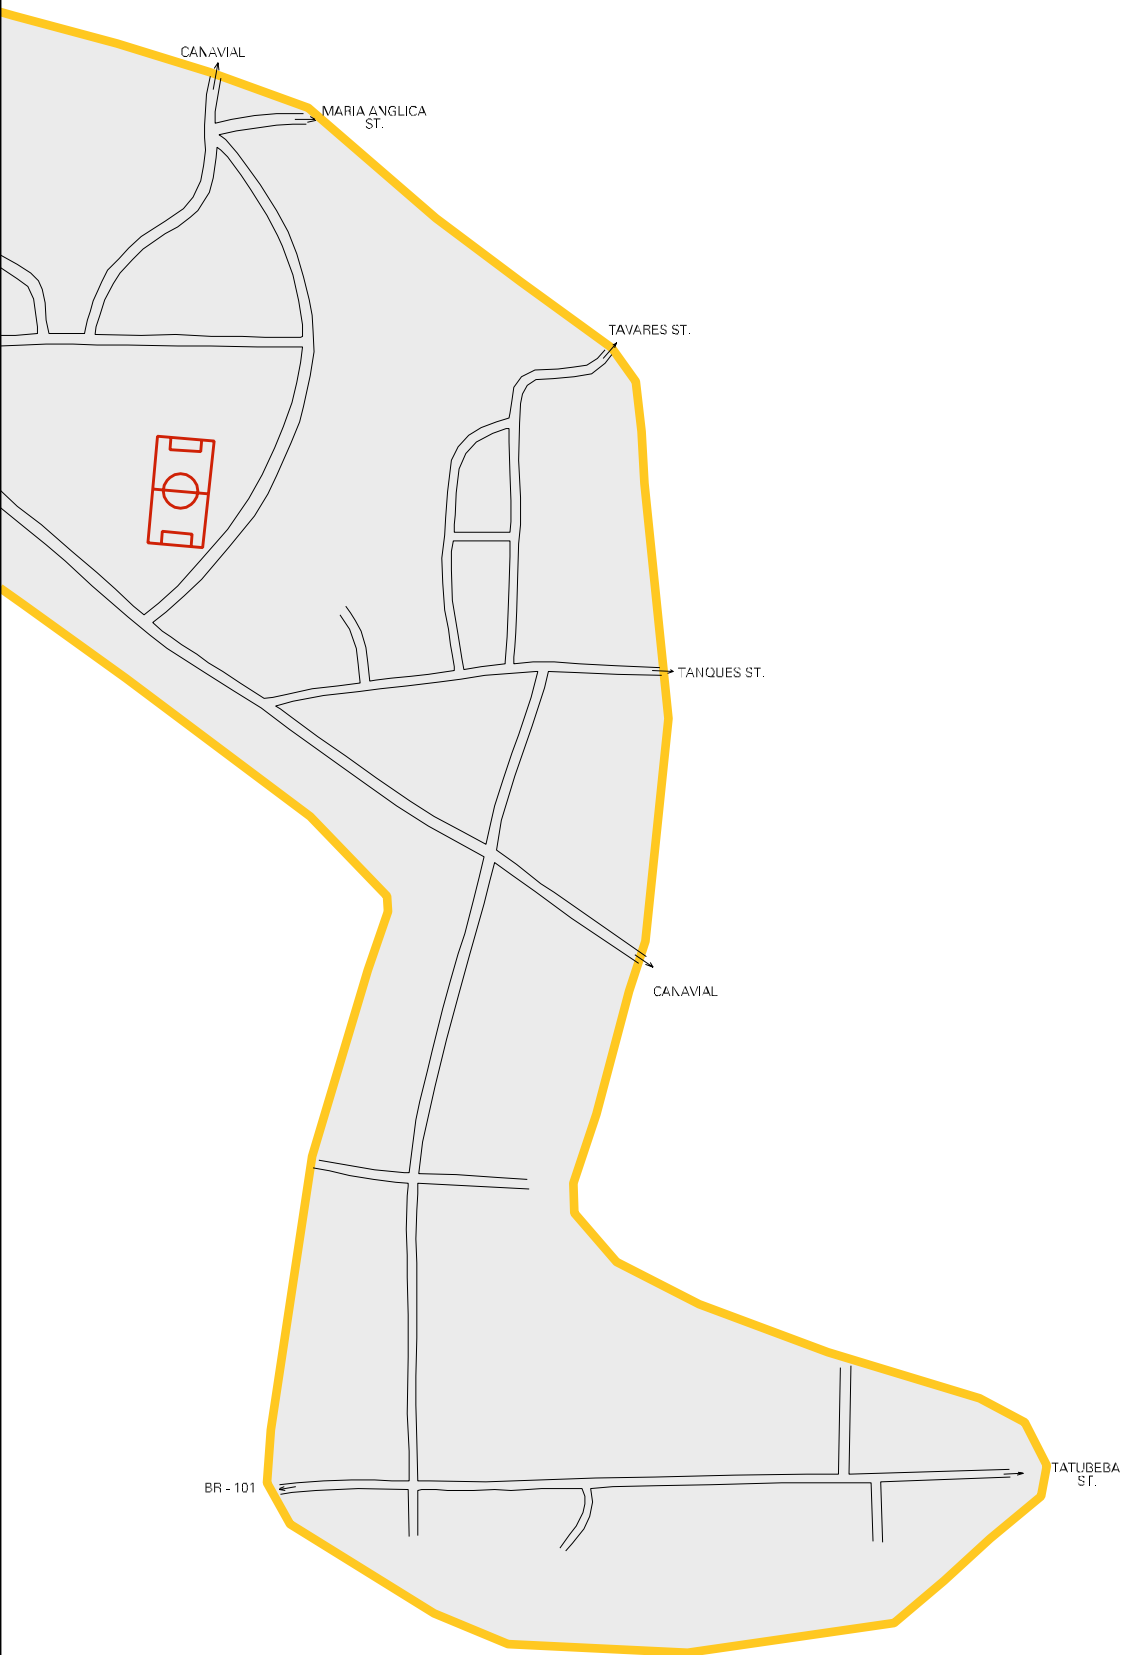 CANAVIAL
MARIA ANGLICA
ST.
TAVARES ST.
TANQUES ST.
CANAVIAL
TATUBEBA
ST.
BR - 101